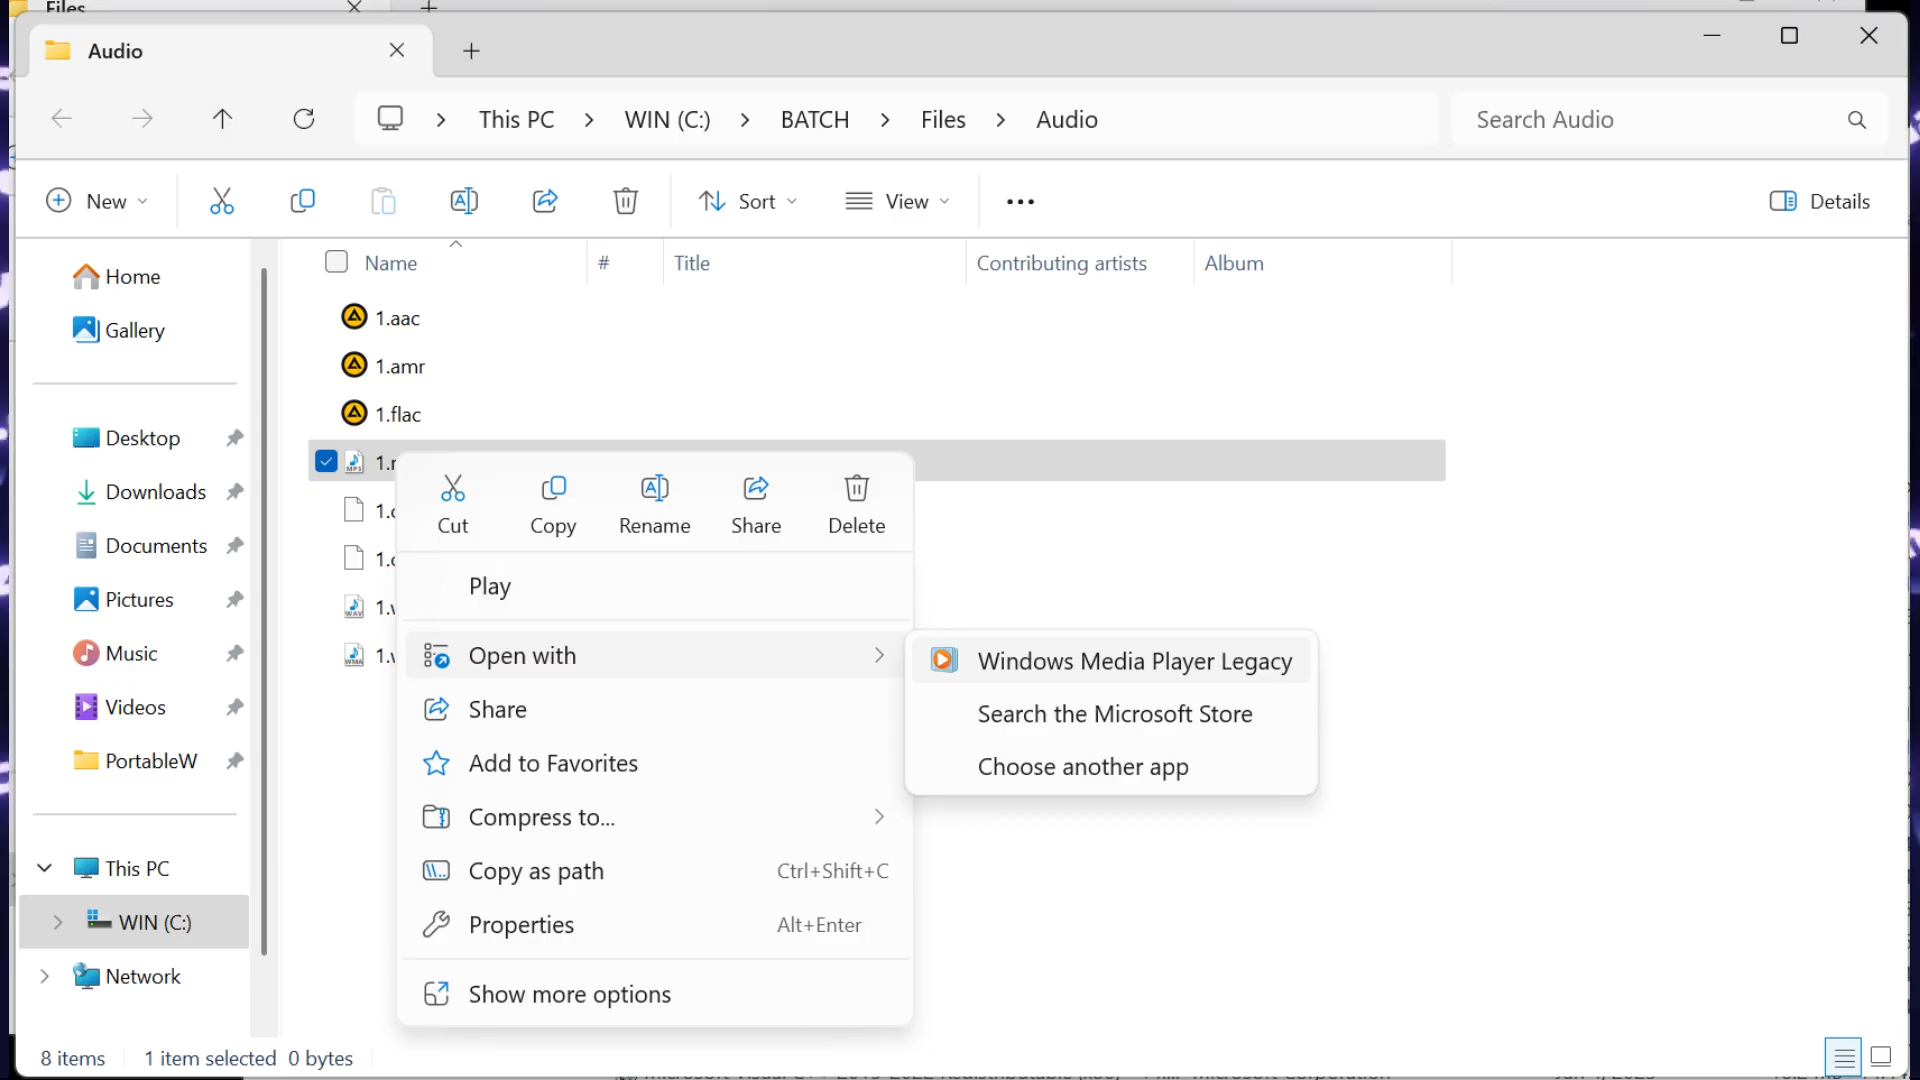 Files
Audio
This PC
WIN (C:)
BATCH
Files
Audio
Search Audio
New
Sort
View
Details
Name
#
Title
Contributing artists
Album
Home
Gallery
Desktop
Downloads
Documents
Pictures
Music
Videos
PortableW
This PC
WIN (C:)
Network
1.aac
1.amr
1.flac
Cut
Copy
Rename
Share
Delete
Play
Open with
Share
Add to Favorites
Compress to...
Copy as path Ctrl+Shift+C
Properties Alt+Enter
Show more options
Windows Media Player Legacy
Search the Microsoft Store
Choose another app
8 items
1 item selected 0 bytes